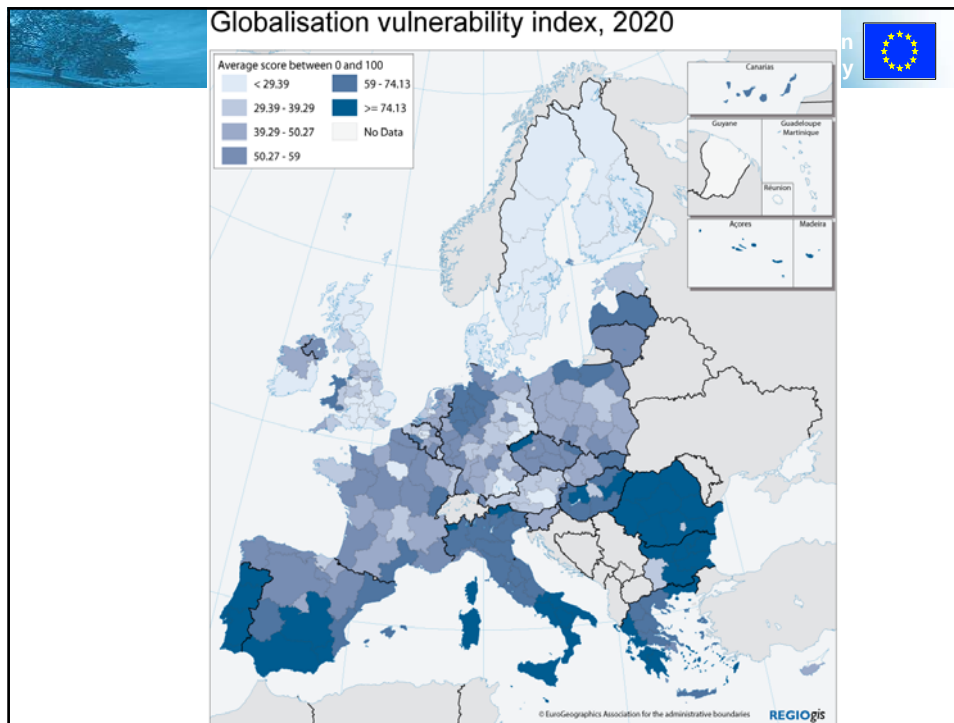 Globalisation vulnerability index, 2020
n
y
Average score between 0 and 100
< 29.39
29.39 - 39.29
39.29 - 50.27
50.27 - 59
59 - 74.13
>= 74.13
No Data
Canarias
Guyane
Guadeloupe
Martinique
Réunion
Açores
Madeira
© EuroGeographics Association for the administrative boundaries
REGIOgis